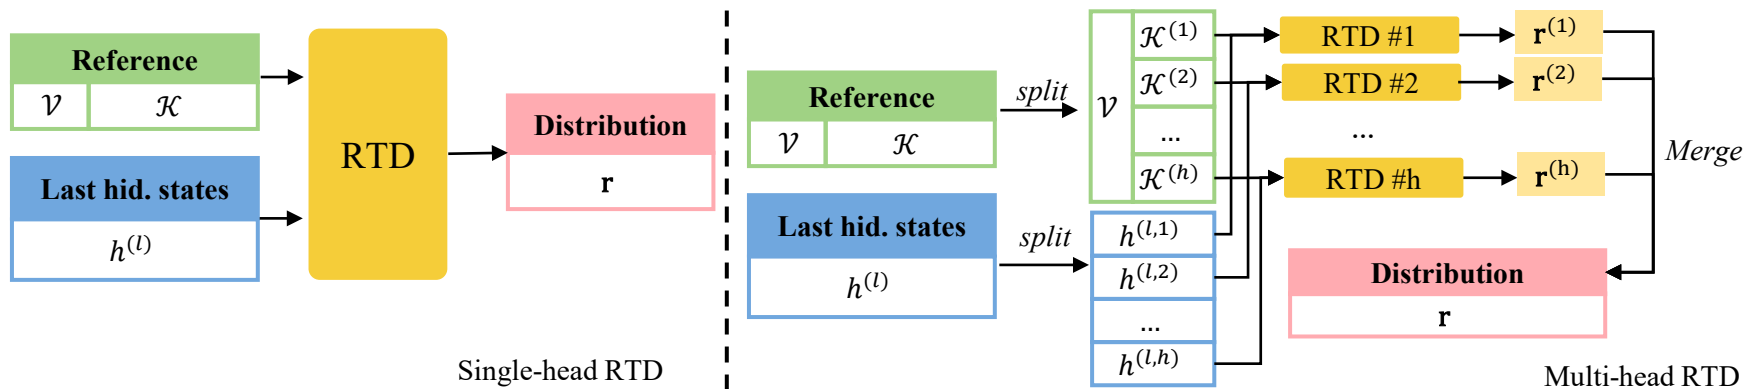 Reference
𝒱 𝒦
Last hid. states
h^(l)
RTD
Distribution
r
Single-head RTD
Reference
𝒱 𝒦
Last hid. states
h^(l)
split
split
𝒱
𝒦^(1)
𝒦^(2)
...
𝒦^(h)
h^(l,1)
h^(l,2)
...
h^(l,h)
RTD #1
RTD #2
...
RTD #h
r^(1)
r^(2)
r^(h)
Merge
Distribution
r
Multi-head RTD